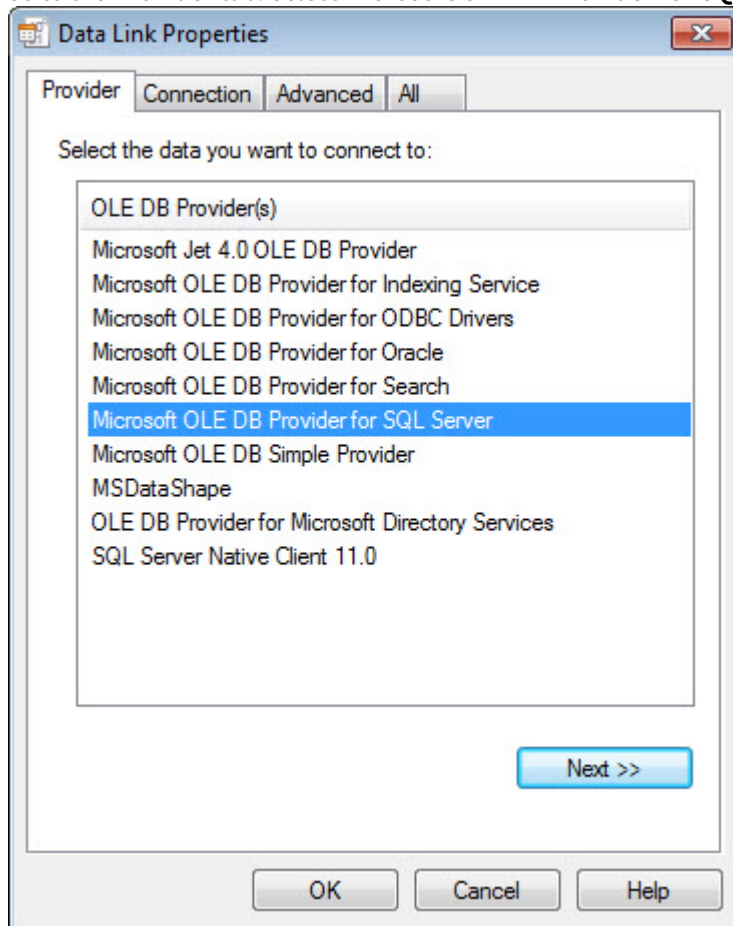 Data Link Properties
Provider Connection Advanced All
Select the data you want to connect to:
OLE DB Provider(s)
Microsoft Jet 4.0 OLE DB Provider
Microsoft OLE DB Provider for Indexing Service
Microsoft OLE DB Provider for ODBC Drivers
Microsoft OLE DB Provider for Oracle
Microsoft OLE DB Provider for Search
Microsoft OLE DB Provider for SQL Server
Microsoft OLE DB Simple Provider
MSDataShape
OLE DB Provider for Microsoft Directory Services
SQL Server Native Client 11.0
Next >>
OK Cancel Help